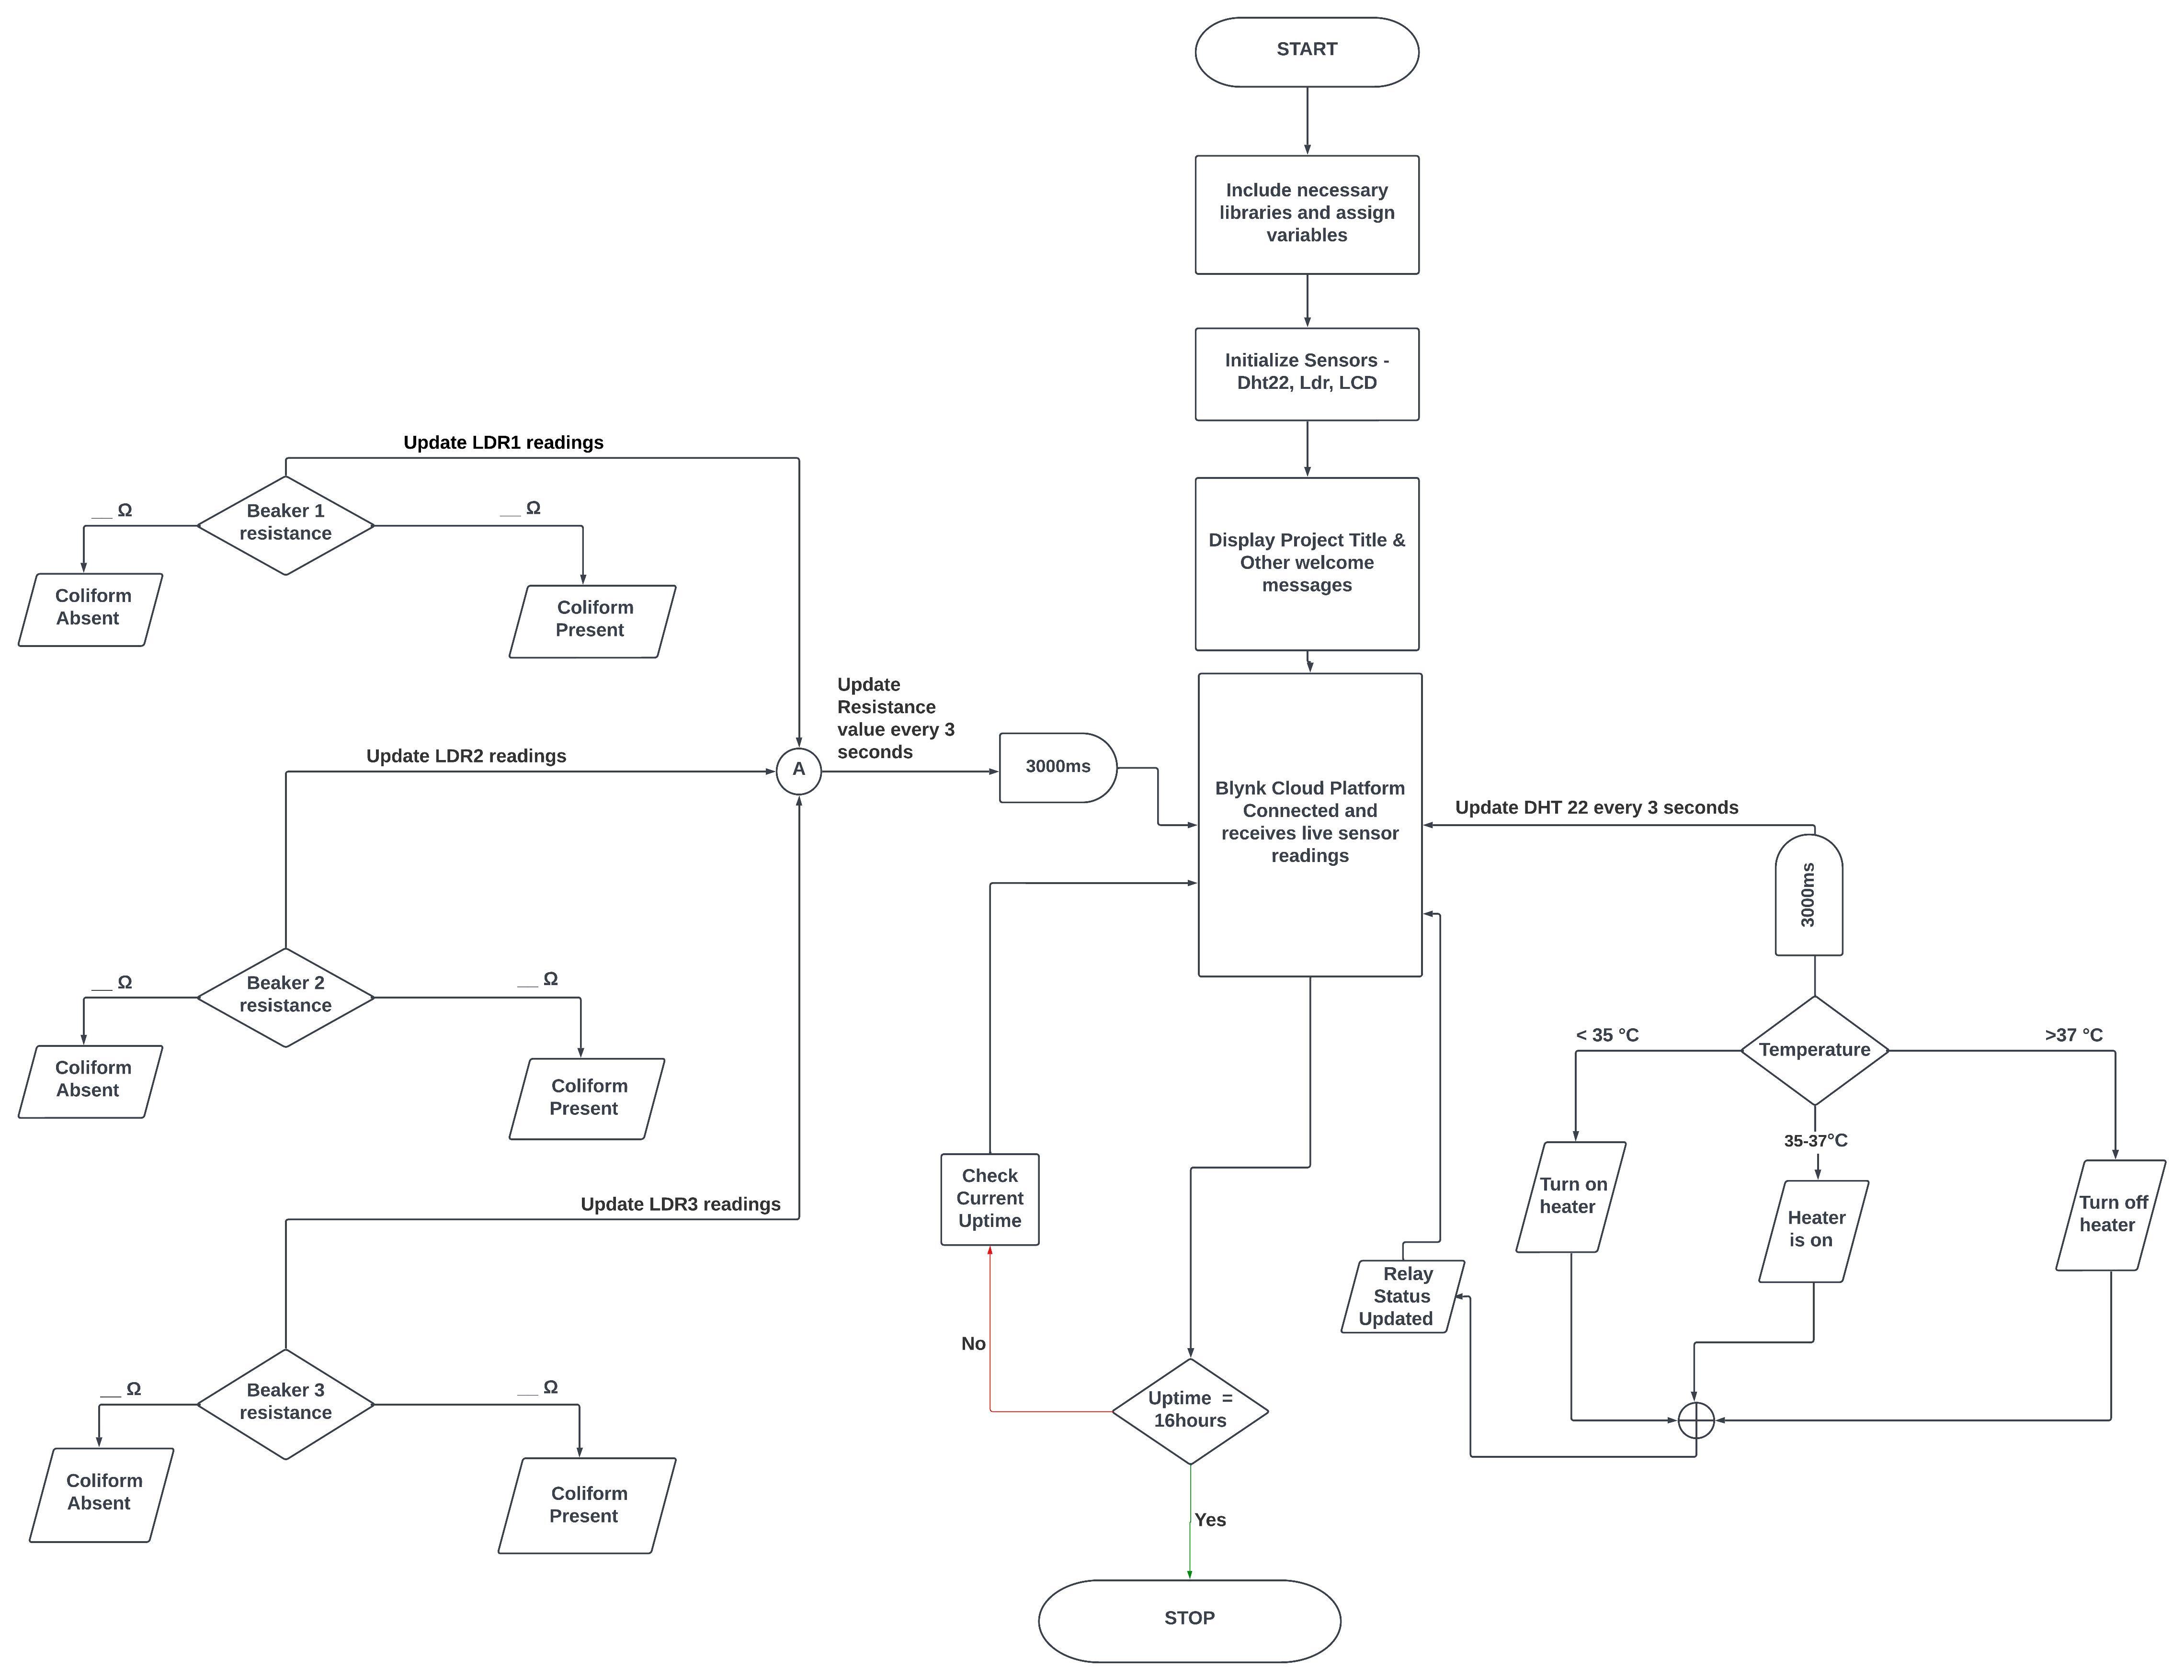 START
Include necessary
libraries and assign
variables
Initialize Sensors -
Dht22, Ldr, LCD
Display Project Title &
Other welcome
messages
Update LDR1 readings
__ Ω
Beaker 1
resistance
__ Ω
Coliform
Absent
Coliform
Present
Update
Resistance
value every 3
seconds
Update LDR2 readings
A
3000ms
Blynk Cloud Platform
Connected and
receives live sensor
readings
Update DHT 22 every 3 seconds
3000ms
__ Ω
Beaker 2
resistance
__ Ω
Coliform
Absent
Coliform
Present
< 35 °C
Temperature
>37 °C
35-37°C
Turn on
heater
Heater
is on
Turn off
heater
Check
Current
Uptime
Update LDR3 readings
Relay
Status
Updated
No
__ Ω
Beaker 3
resistance
__ Ω
Coliform
Absent
Coliform
Present
Uptime  =
16hours
Yes
STOP